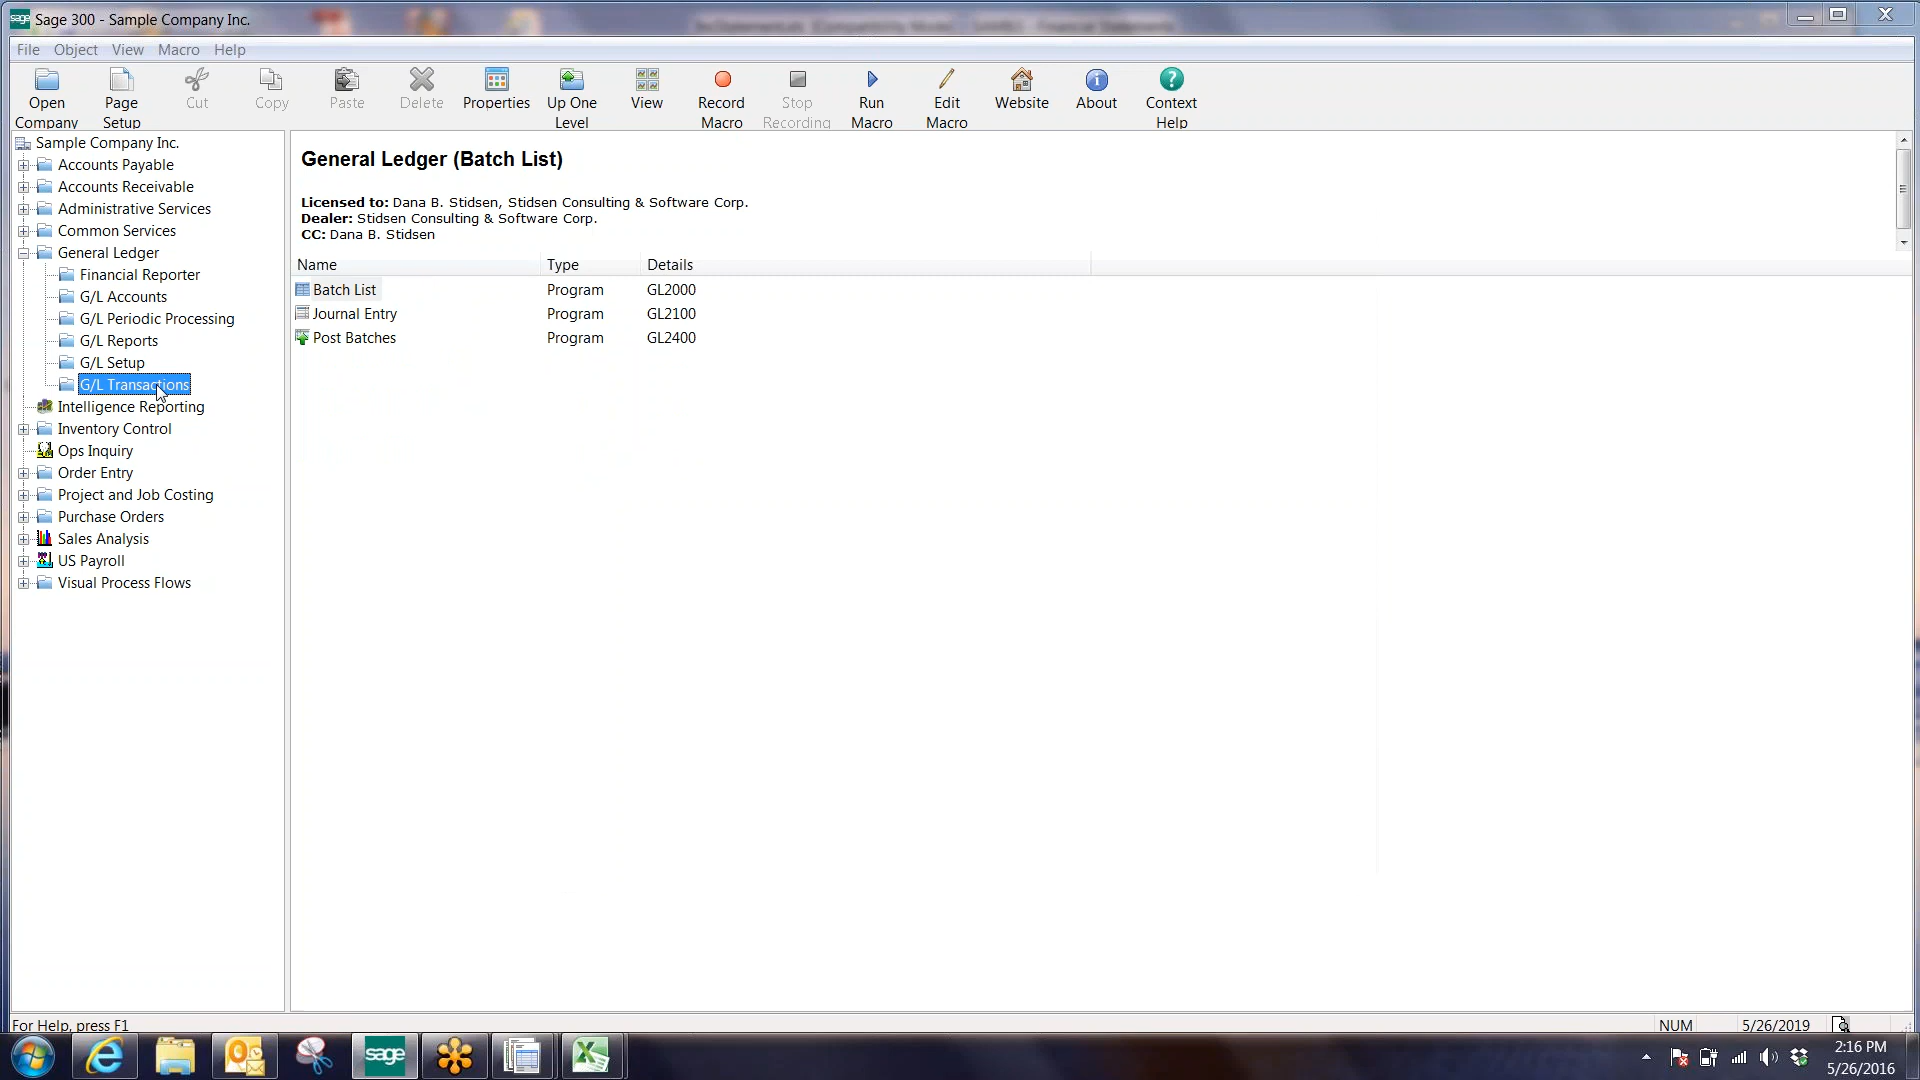 Sage 300 - Sample Company Inc.
File Object View Macro Help
Open Company
Page Setup
Cut
Copy
Paste
Delete
Properties
Up One Level
View
Record Macro
Stop Recording
Run Macro
Edit Macro
Website
About
Context Help
Sample Company Inc.
Accounts Payable
Accounts Receivable
Administrative Services
Common Services
General Ledger
Financial Reporter
G/L Accounts
G/L Periodic Processing
G/L Reports
G/L Setup
G/L Transactions
Intelligence Reporting
Inventory Control
Ops Inquiry
Order Entry
Project and Job Costing
Purchase Orders
Sales Analysis
US Payroll
Visual Process Flows
General Ledger (Batch List)
Licensed to: Dana B. Stidsen, Stidsen Consulting & Software Corp.
Dealer: Stidsen Consulting & Software Corp.
CC: Dana B. Stidsen
Name Type Details
Batch List Program GL2000
Journal Entry Program GL2100
Post Batches Program GL2400
For Help, press F1
NUM 5/26/2019
sage
2:16 PM
5/26/2016